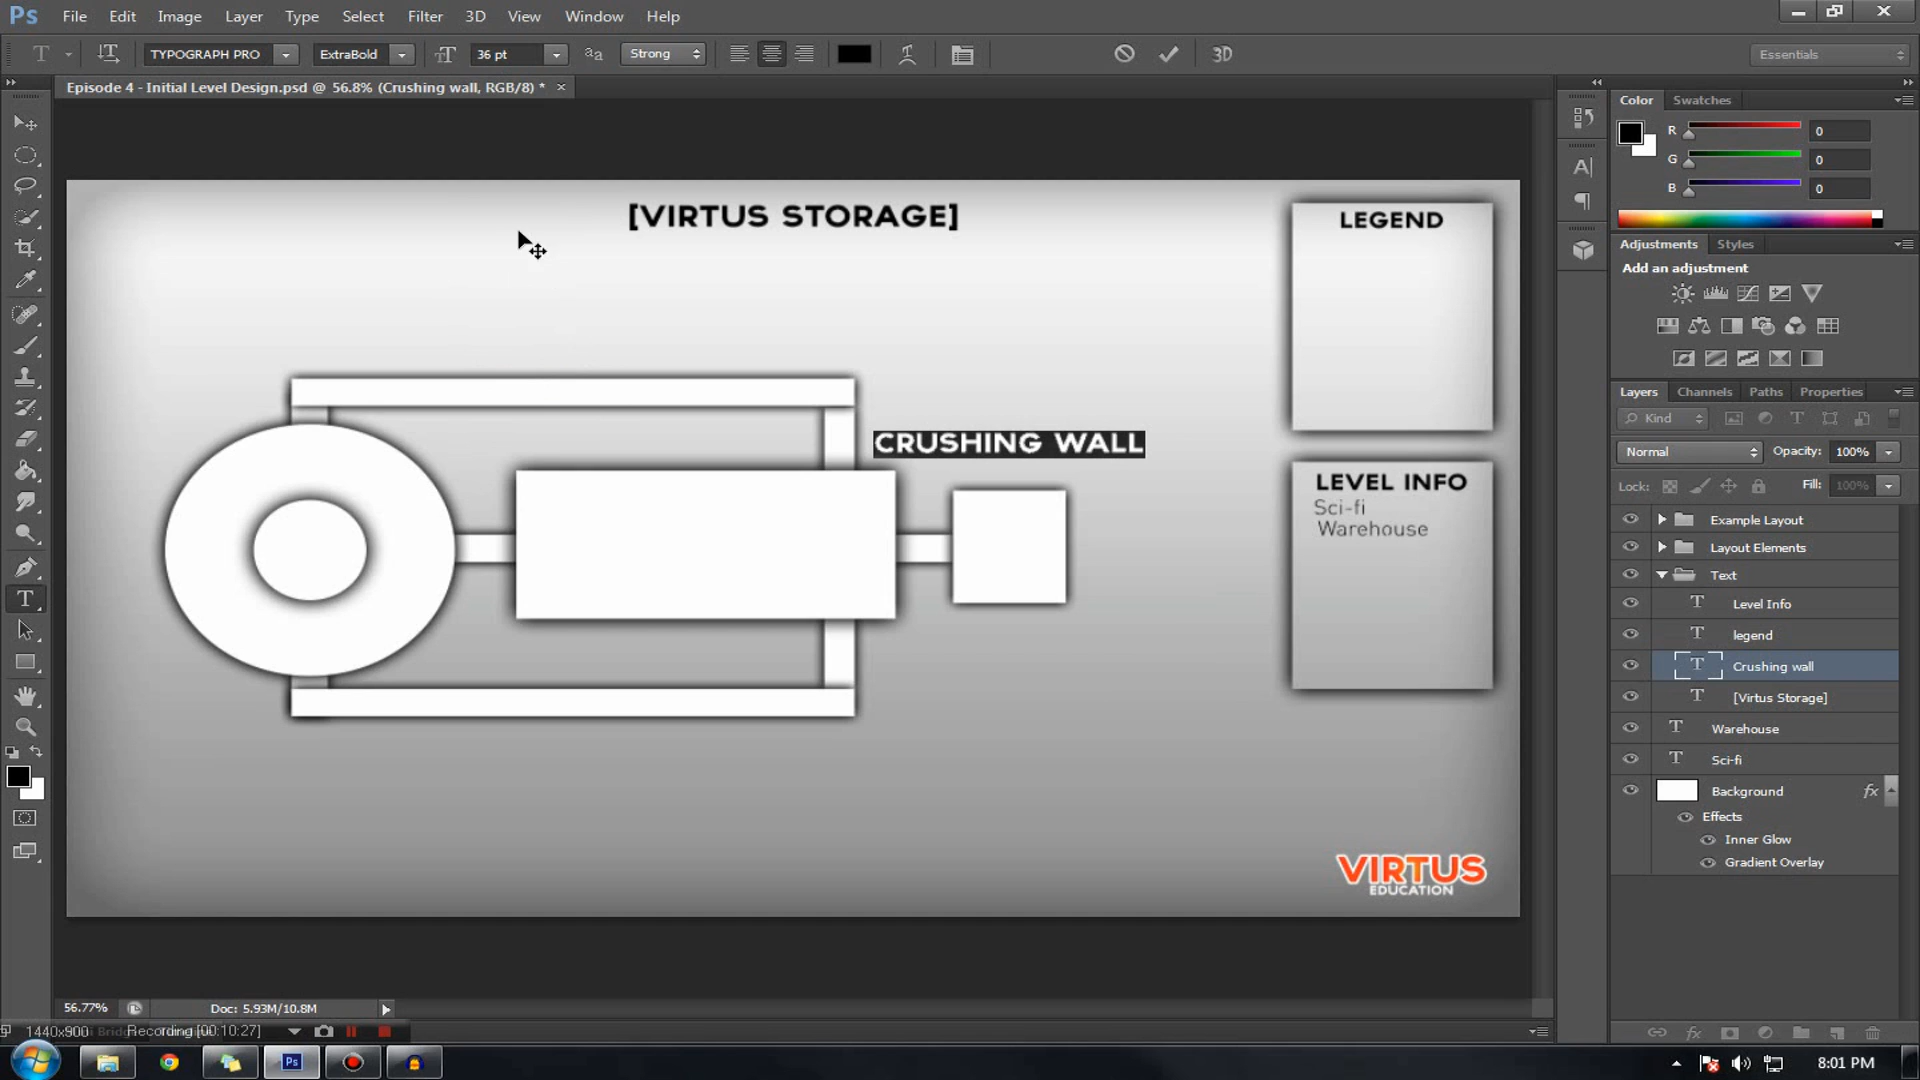 Ps File Edit Image Layer Type Select Filter 3D View Window Help
T TYPOGRAPH PRO ExtraBold 36 pt aa Strong 3D Essentials
Episode 4 - Initial Level Design.psd @ 56.8% (Crushing wall, RGB/8) *
[VIRTUS STORAGE]
CRUSHING WALL
LEGEND
LEVEL INFO
Sci-fi
Warehouse
VIRTUS
EDUCATION
Color Swatches
R 0
G 0
B 0
Adjustments Styles
Add an adjustment
Layers Channels Paths Properties
Kind
Normal Opacity: 100%
Lock: Fill: 100%
Example Layout
Layout Elements
Text
Level Info
legend
Crushing wall
[Virtus Storage]
Warehouse
Sci-fi
Background fx
Effects
Inner Glow
Gradient Overlay
56.77% Doc: 5.93M/10.8M
1440x900 Recording [00:10:27]
Ps 8:01 PM